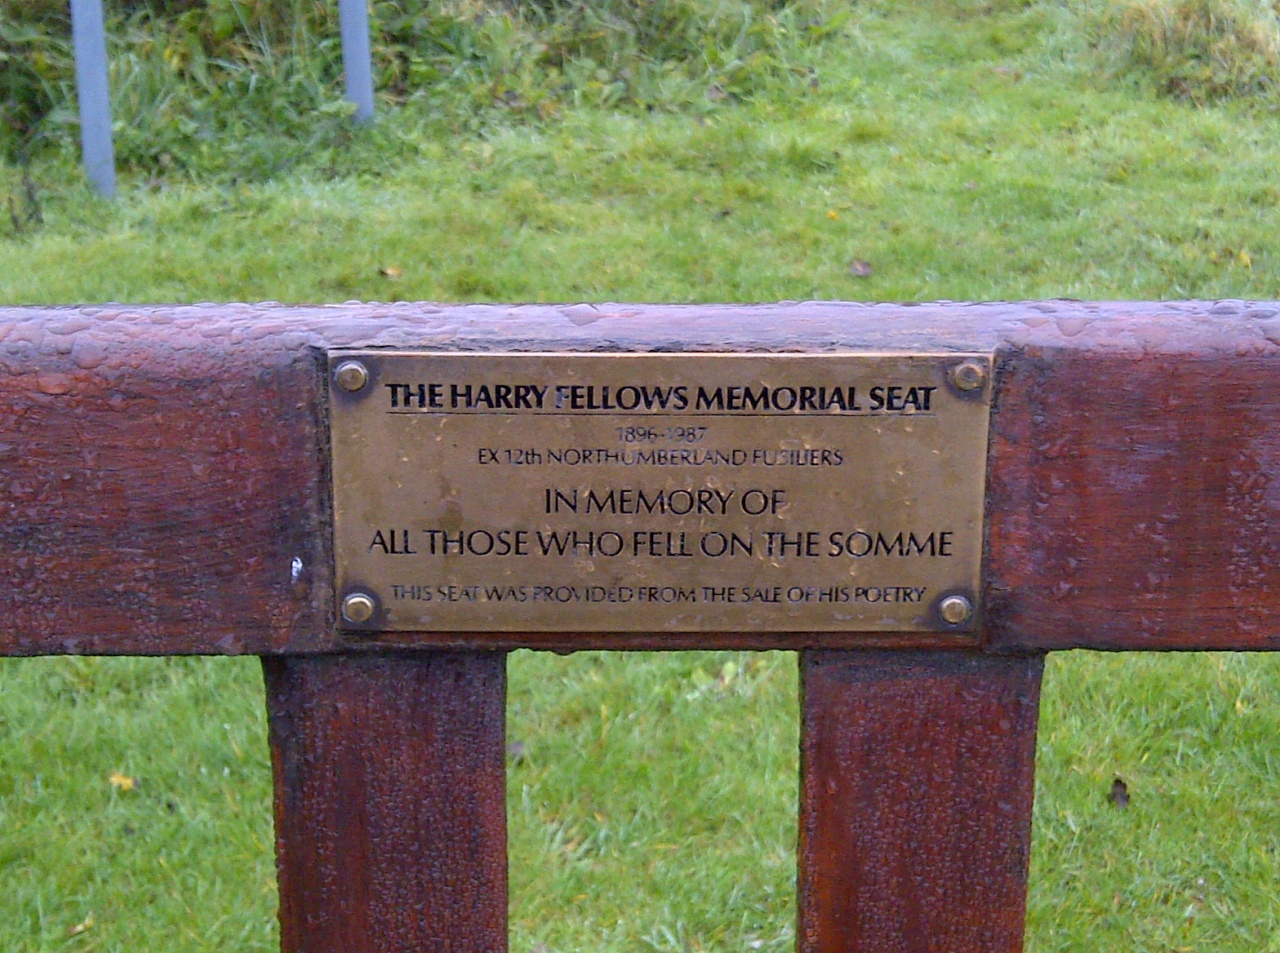 THE HARRY FELLOWS MEMORIAL SEAT
1896-1987
EX 12th NORTHUMBERLAND FUSILIERS
IN MEMORY OF
ALL THOSE WHO FELL ON THE SOMME
THIS SEAT WAS PROVIDED FROM THE SALE OF HIS POETRY